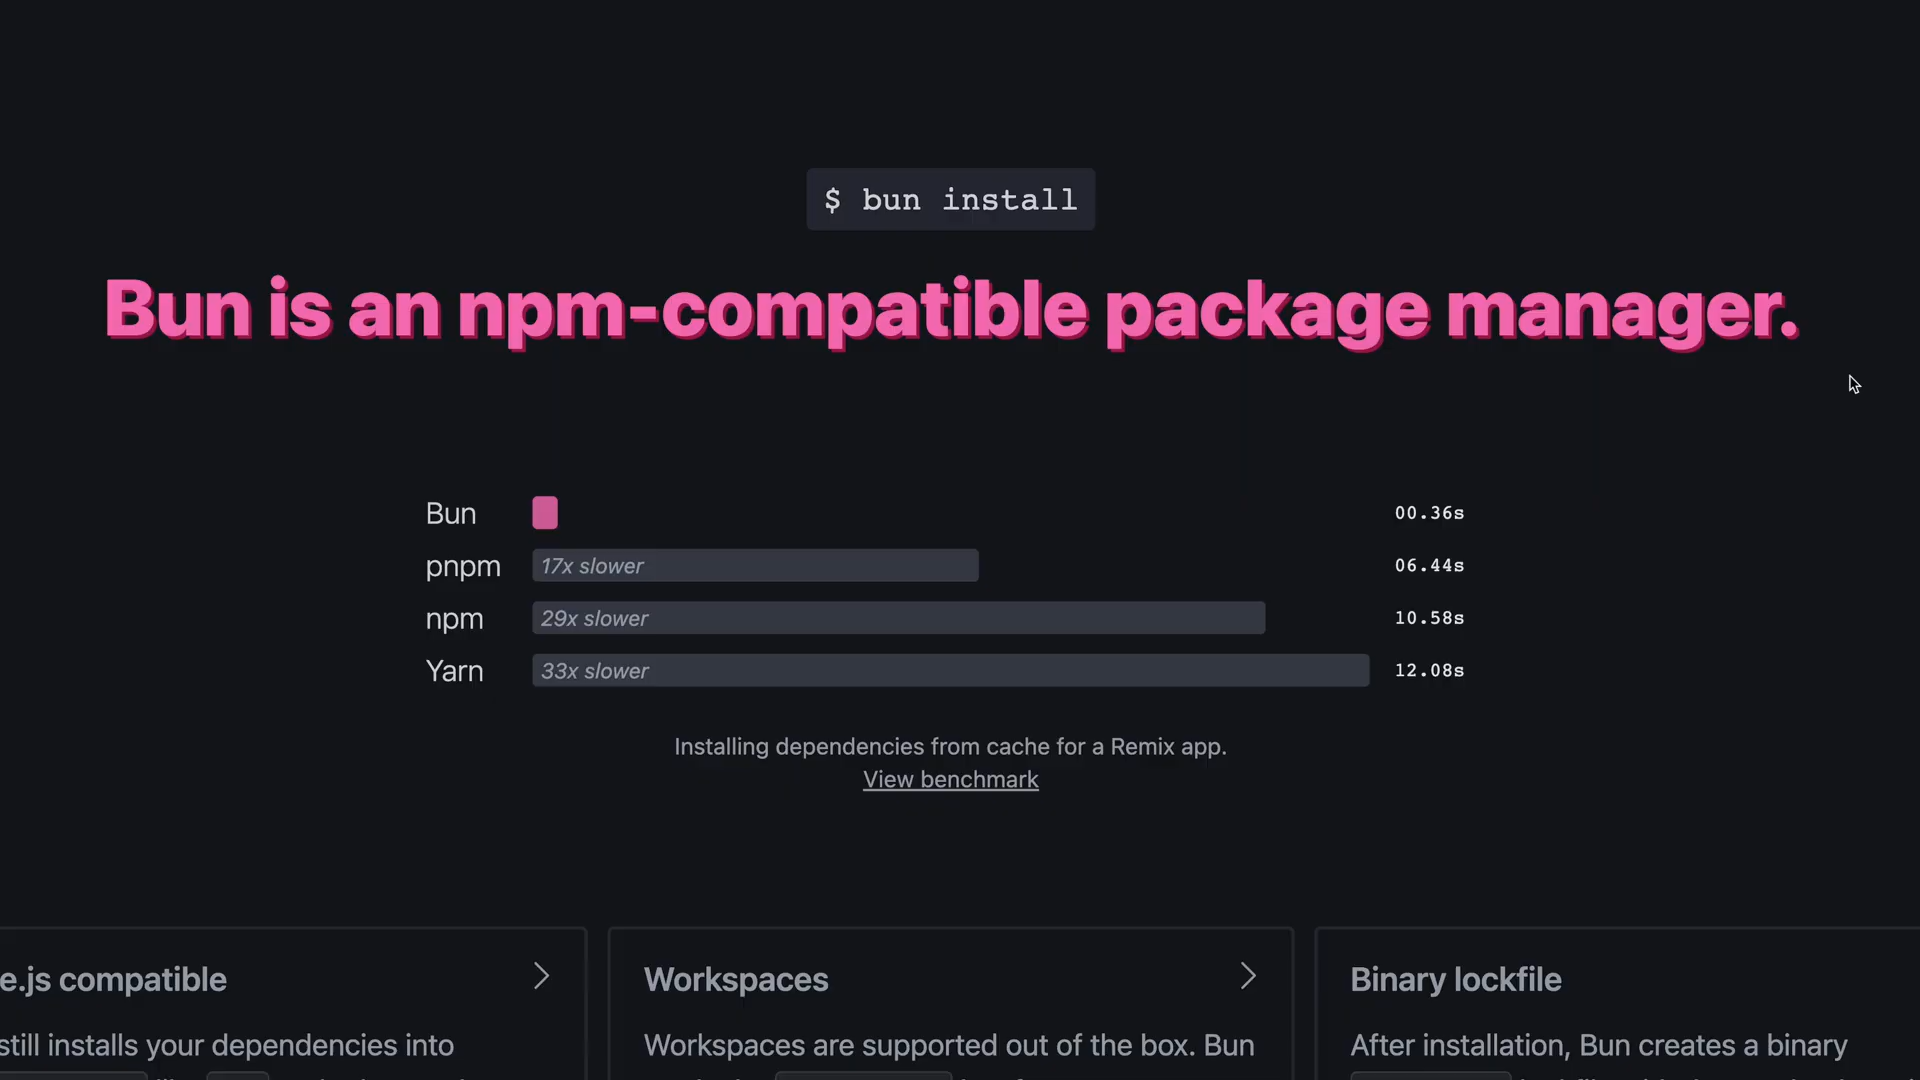 $ bun install
Bun is an npm-compatible package manager.
Bun 00.36s
pnpm 17x slower 06.44s
npm 29x slower 10.58s
Yarn 33x slower 12.08s
Installing dependencies from cache for a Remix app.
View benchmark
e.js compatible
still installs your dependencies into
Workspaces
Workspaces are supported out of the box. Bun
Binary lockfile
After installation, Bun creates a binary